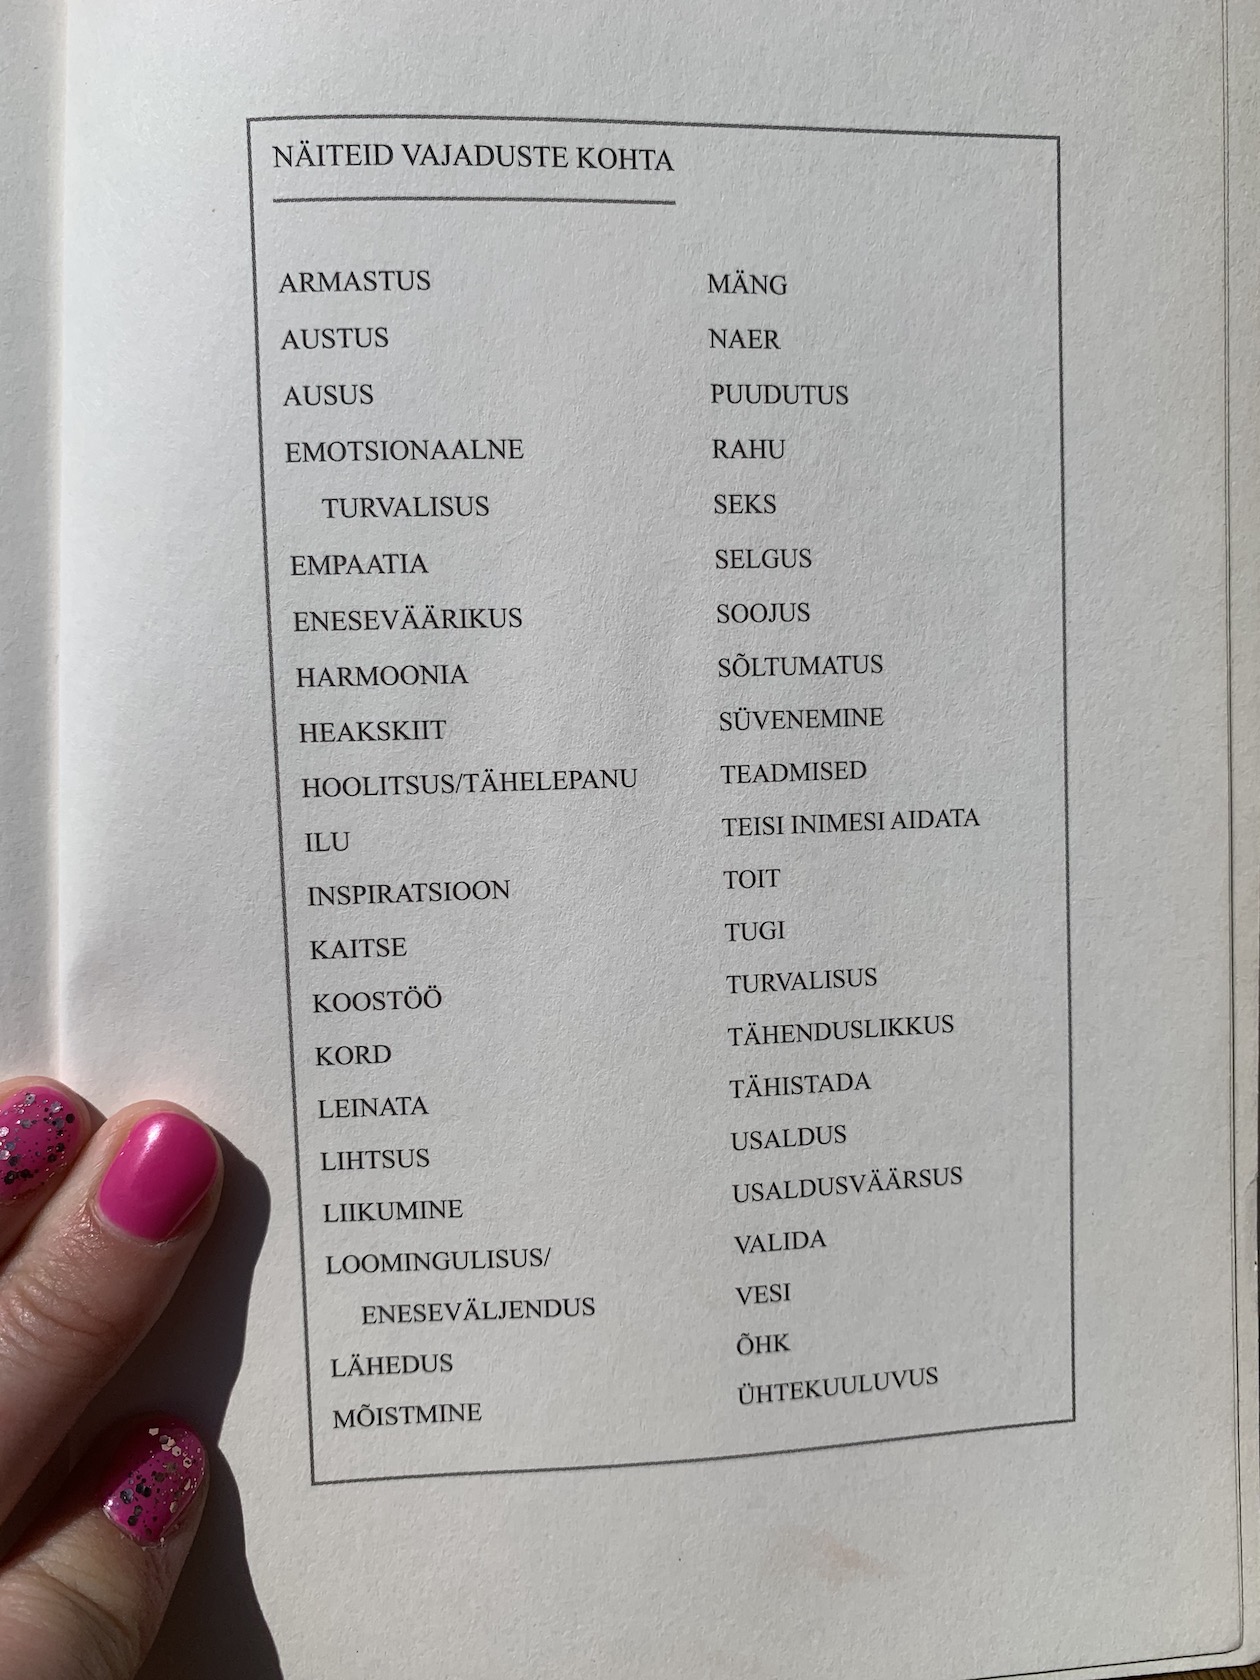 NÄITEID VAJADUSTE KOHTA
ARMASTUS
AUSTUS
AUSUS
EMOTSIONAALNE
TURVALISUS
EMPAATIA
ENESEVÄÄRIKUS
HARMOONIA
HEAKSKIIT
HOOLITSUS/TÄHELEPANU
ILU
INSPIRATSIOON
KAITSE
KOOSTÖÖ
KORD
LEINATA
LIHTSUS
LIIKUMINE
LOOMINGULISUS/
ENESEVÄLJENDUS
LÄHEDUS
MÕISTMINE
MÄNG
NAER
PUUDUTUS
RAHU
SEKS
SELGUS
SOOJUS
SÕLTUMATUS
SÜVENEMINE
TEADMISED
TEISI INIMESI AIDATA
TOIT
TUGI
TURVALISUS
TÄHENDUSLIKKUS
TÄHISTADA
USALDUS
USALDUSVÄÄRSUS
VALIDA
VESI
ÕHK
ÜHTEKUULUVUS